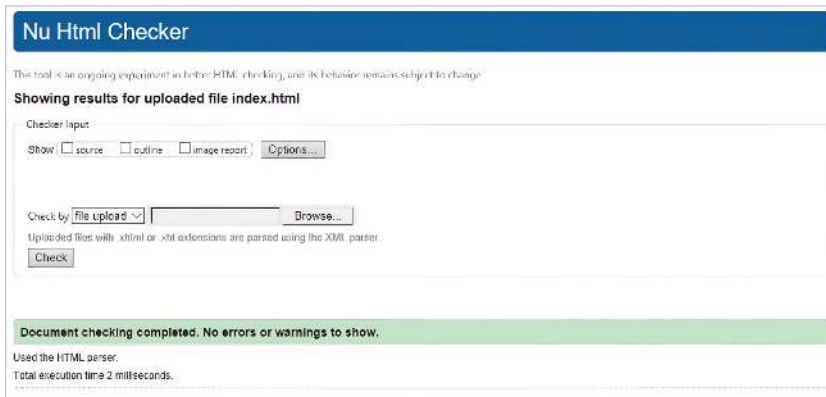 Nu Html Checker
This tool is an ongoing experiment in better HTML checking, and its behavior remains subject to change
Showing results for uploaded file index.html
Checker Input
Show source outline image report Options...
Check by file upload Browse...
Uploaded files with .xhtml or .xht extensions are parsed using the XML parser.
Check
Document checking completed. No errors or warnings to show.
Used the HTML parser.
Total execution time 2 milliseconds.